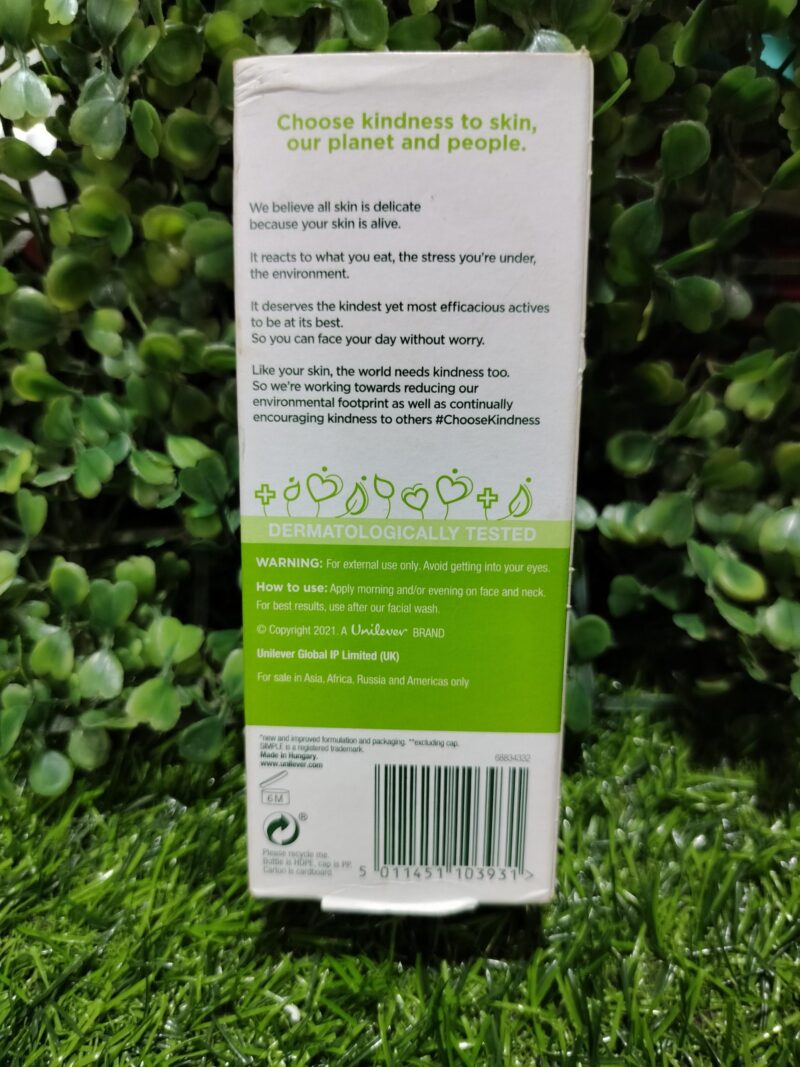 Choose kindness to skin,
our planet and people.
We believe all skin is delicate
because your skin is alive.
It reacts to what you eat, the stress you're under,
the environment.
It deserves the kindest yet most efficacious actives
to be at its best.
So you can face your day without worry.
Like your skin, the world needs kindness too.
So we're working towards reducing our
environmental footprint as well as continually
encouraging kindness to others #ChooseKindness
DERMATOLOGICALLY TESTED
WARNING: For external use only. Avoid getting into your eyes.
How to use: Apply morning and/or evening on face and neck.
For best results, use after our facial wash.
© Copyright 2021. A Unilever BRAND
Unilever Global IP Limited (UK)
For sale in Asia, Africa, Russia and Americas only
*new and improved formulation and packaging. **excluding cap.
SIMPLE is a registered trademark.
Made in Hungary.
www.unilever.com
68834332
6M
®
Please recycle me.
Bottle is HDPE, cap is PP.
Carton is cardboard
5 011451 103931 >